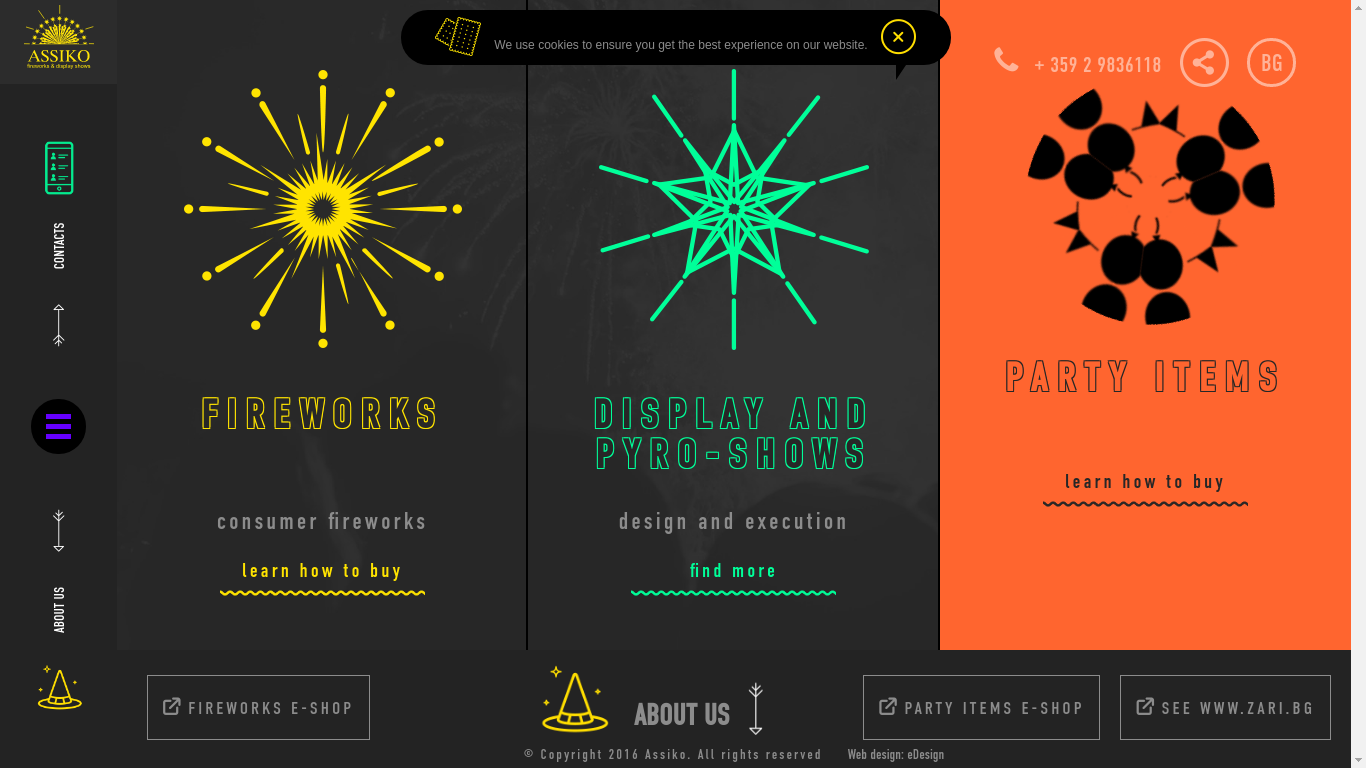 ASSIKO
fireworks & display shows
We use cookies to ensure you get the best experience on our website.
+ 359 2 9836118
BG
CONTACTS
ABOUT US
FIREWORKS
consumer fireworks
learn how to buy
DISPLAY AND
PYRO-SHOWS
design and execution
find more
PARTY ITEMS
learn how to buy
FIREWORKS E-SHOP
ABOUT US
PARTY ITEMS E-SHOP
SEE WWW.ZARI.BG
© Copyright 2016 Assiko. All rights reserved
Web design: eDesign